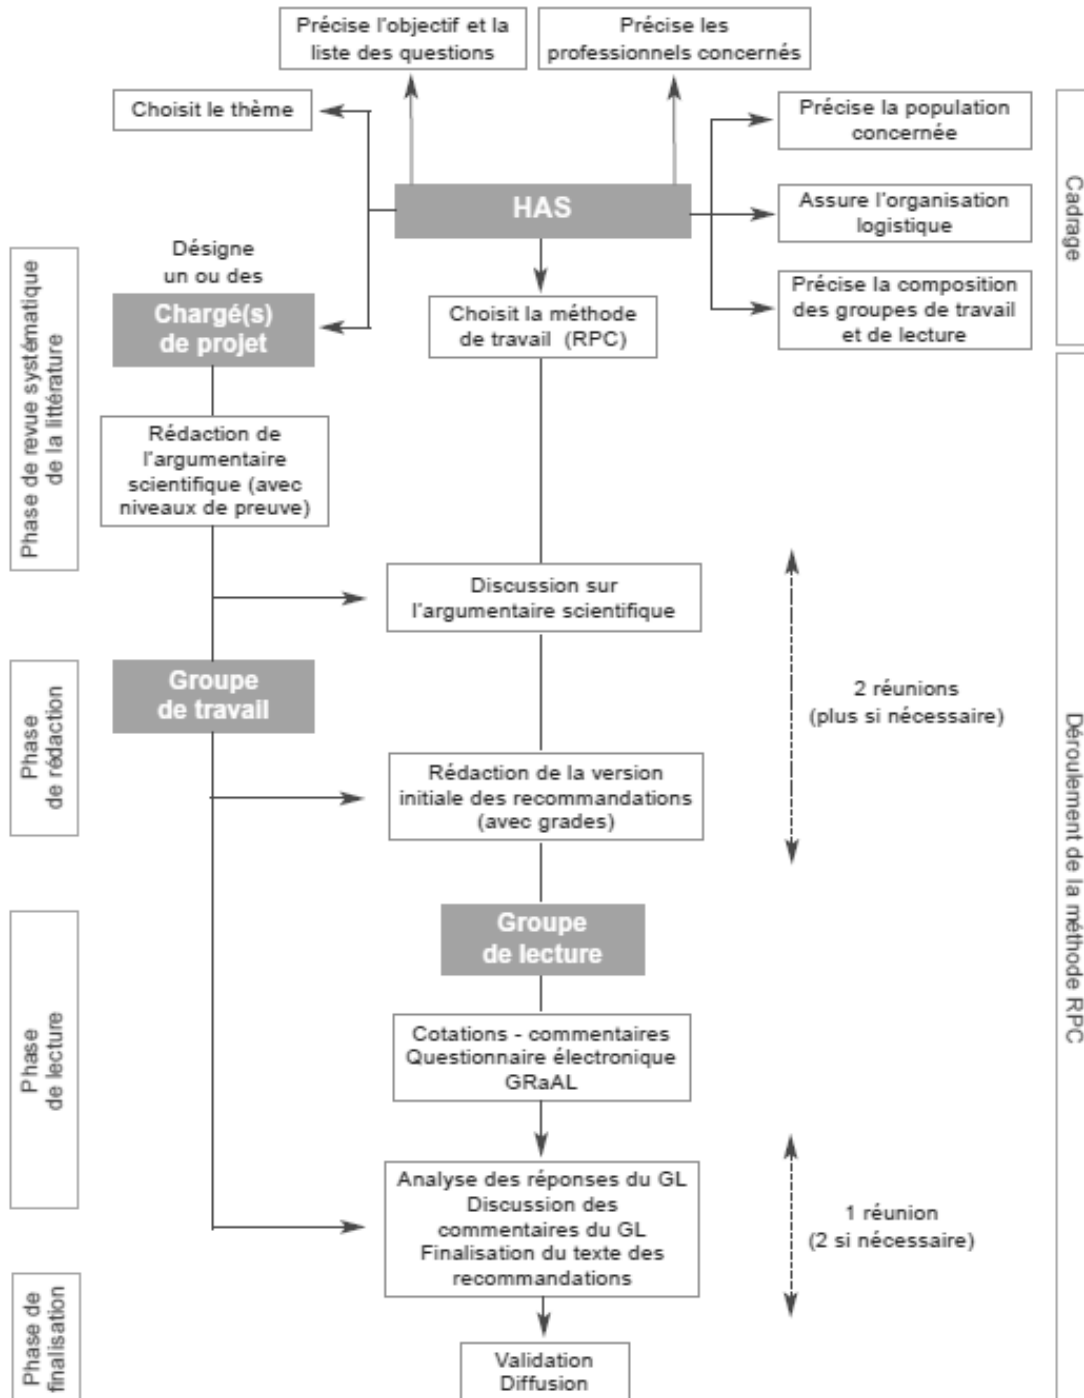 Précise l'objectif et la
liste des questions
Précise les
professionnels concernés
Choisit le thème
Précise la population
concernée
HAS
Assure l'organisation
logistique
Cadrage
Désigne
un ou des
Chargé(s)
de projet
Choisit la méthode
de travail (RPC)
Précise la composition
des groupes de travail
et de lecture
Phase de revue systématique
de la littérature
Rédaction de
l'argumentaire
scientifique (avec
niveaux de preuve)
Discussion sur
l'argumentaire scientifique
Phase
de rédaction
Groupe
de travail
2 réunions
(plus si nécessaire)
Déroulement de la méthode RPC
Rédaction de la version
initiale des recommandations
(avec grades)
Groupe
de lecture
Phase
de lecture
Cotations - commentaires
Questionnaire électronique
GRaAL
Analyse des réponses du GL
Discussion des
commentaires du GL
Finalisation du texte des
recommandations
1 réunion
(2 si nécessaire)
Phase de
finalisation
Validation
Diffusion